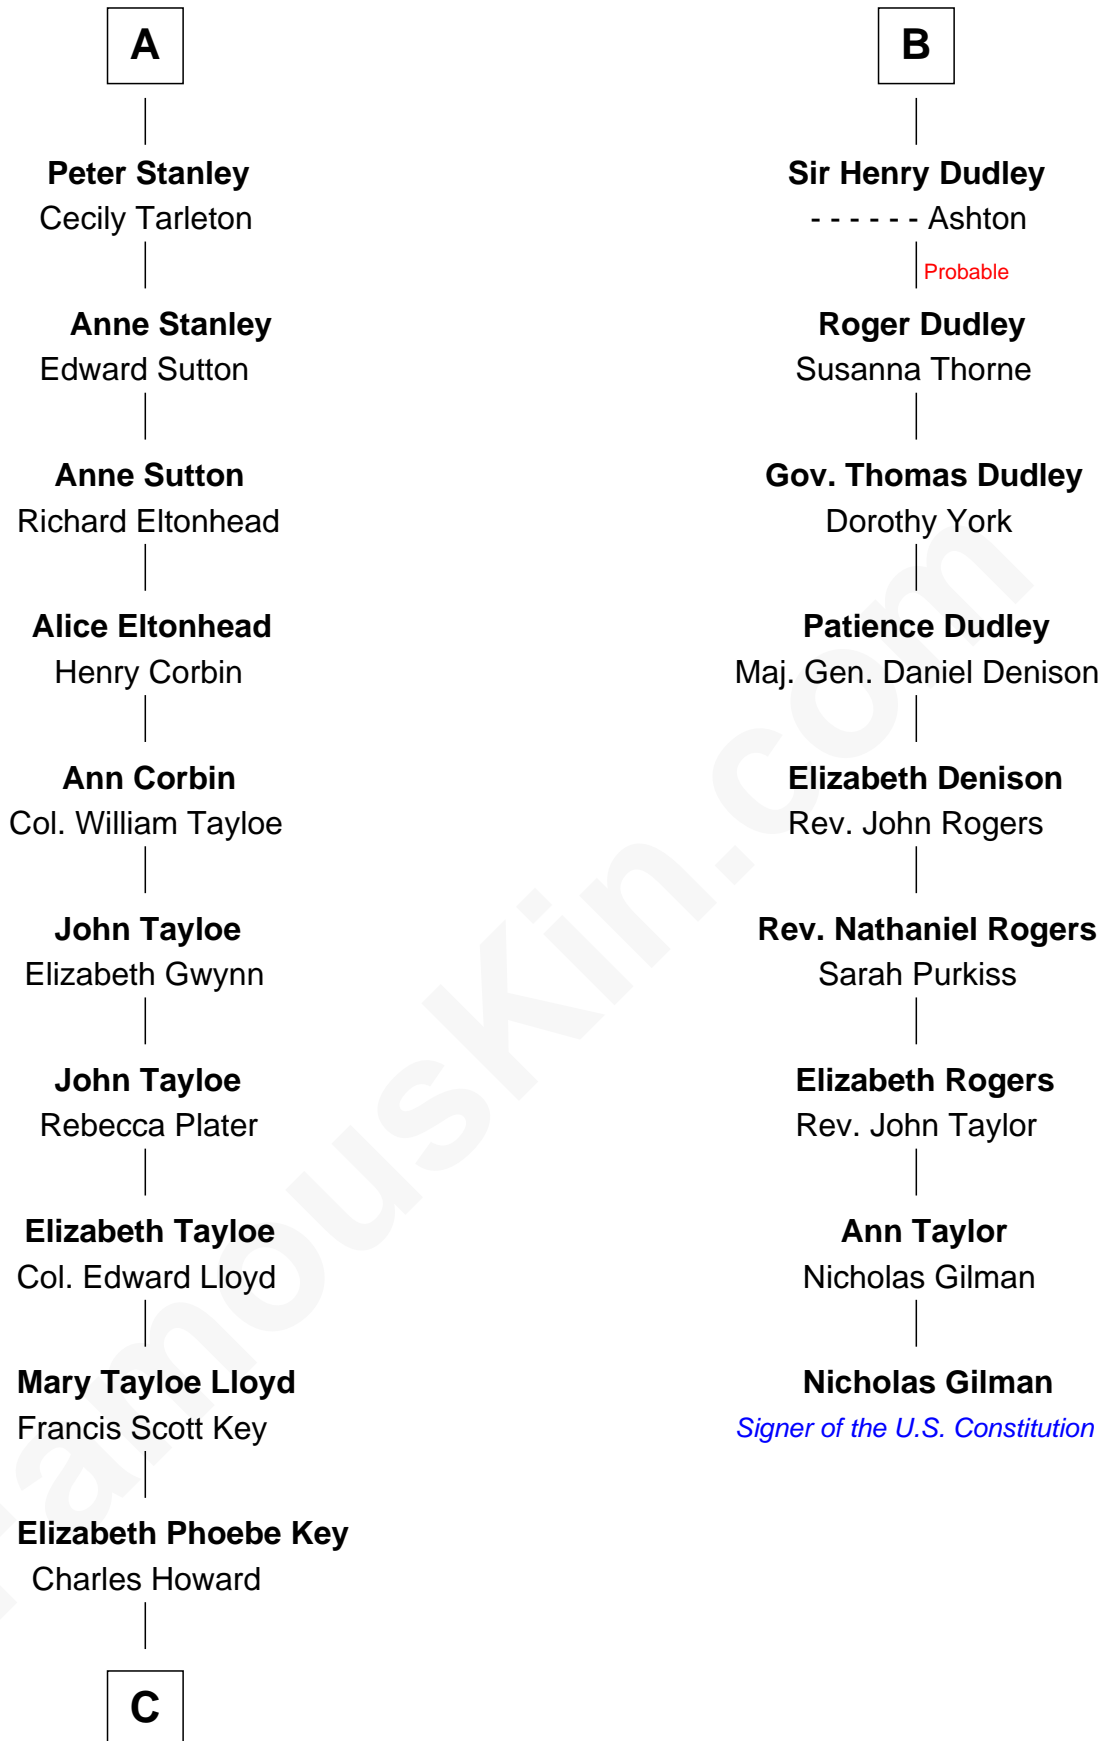 A
Peter Stanley
Cecily Tarleton
Anne Stanley
Edward Sutton
Anne Sutton
Richard Eltonhead
Alice Eltonhead
Henry Corbin
Ann Corbin
Col. William Tayloe
John Tayloe
Elizabeth Gwynn
John Tayloe
Rebecca Plater
Elizabeth Tayloe
Col. Edward Lloyd
Mary Tayloe Lloyd
Francis Scott Key
Elizabeth Phoebe Key
Charles Howard
C
B
Sir Henry Dudley
- - - - - - Ashton
Probable
Roger Dudley
Susanna Thorne
Gov. Thomas Dudley
Dorothy York
Patience Dudley
Maj. Gen. Daniel Denison
Elizabeth Denison
Rev. John Rogers
Rev. Nathaniel Rogers
Sarah Purkiss
Elizabeth Rogers
Rev. John Taylor
Ann Taylor
Nicholas Gilman
Nicholas Gilman
Signer of the U.S. Constitution
FamousKin.com